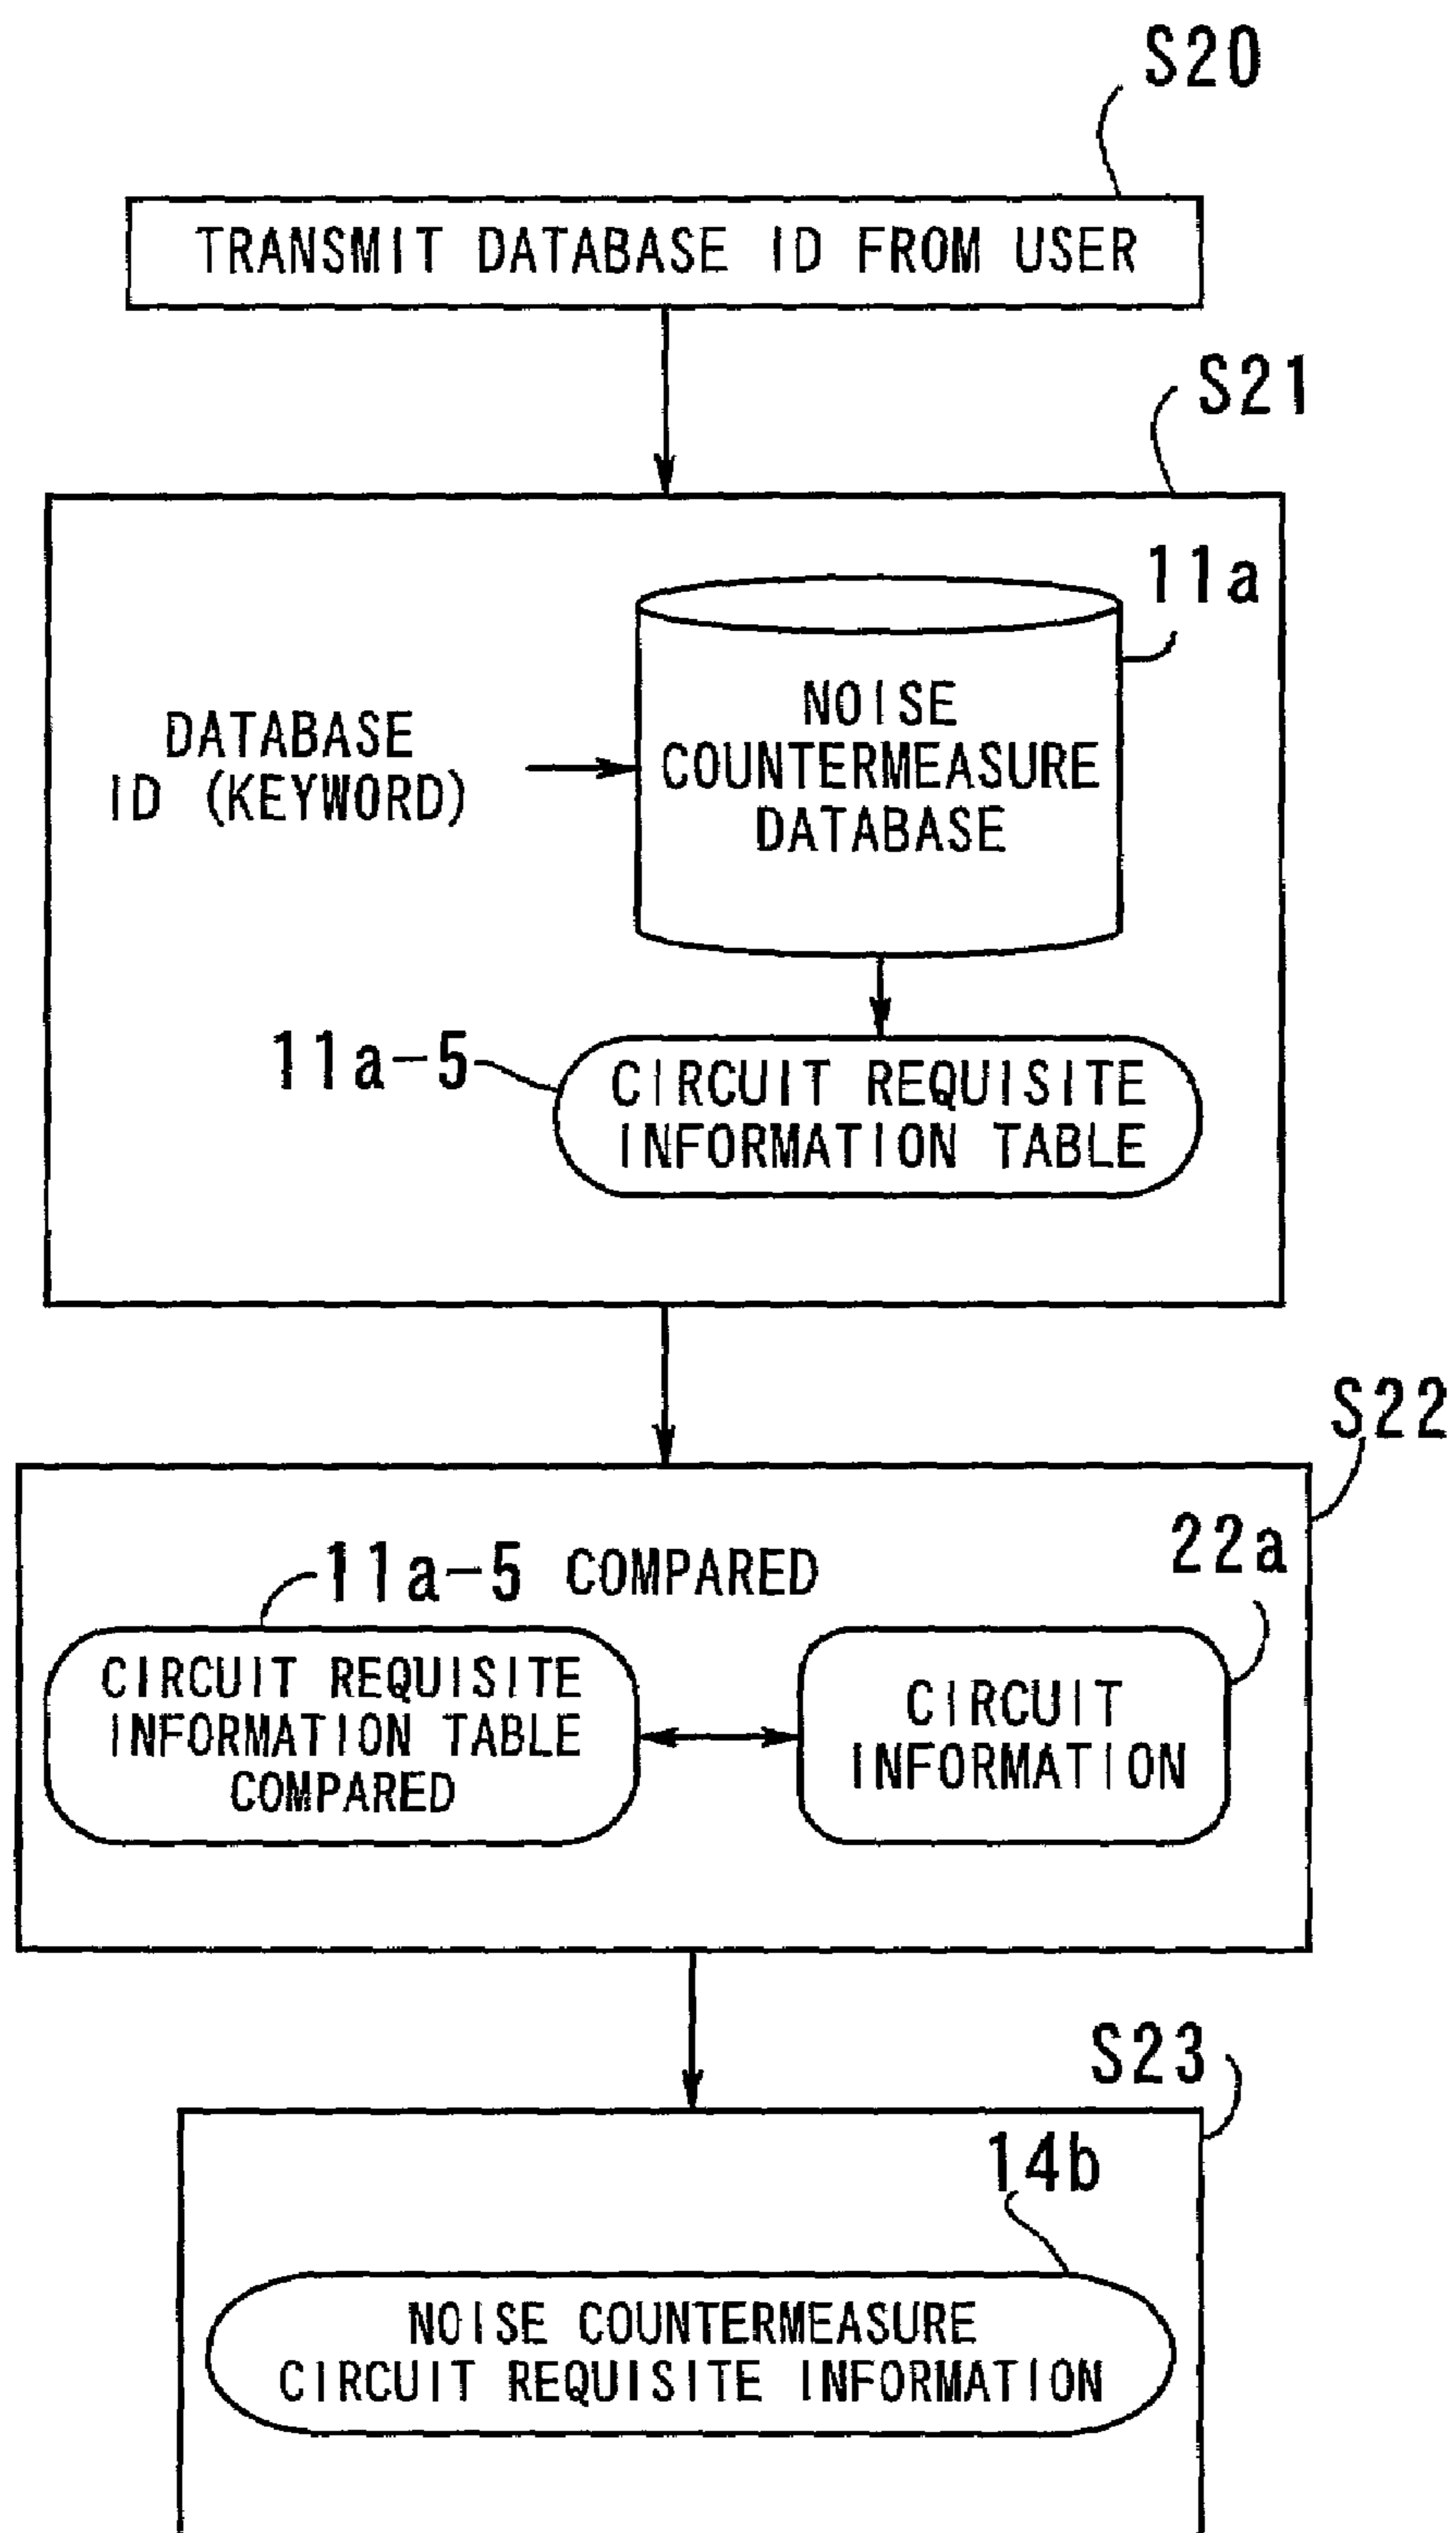 S20
TRANSMIT DATABASE ID FROM USER
S21
11a
DATABASE
ID (KEYWORD)
NOISE
COUNTERMEASURE
DATABASE
11a-5
CIRCUIT REQUISITE
INFORMATION TABLE
S22
22a
11a-5 COMPARED
CIRCUIT REQUISITE
INFORMATION TABLE
COMPARED
CIRCUIT
INFORMATION
S23
14b
NOISE COUNTERMEASURE
CIRCUIT REQUISITE INFORMATION